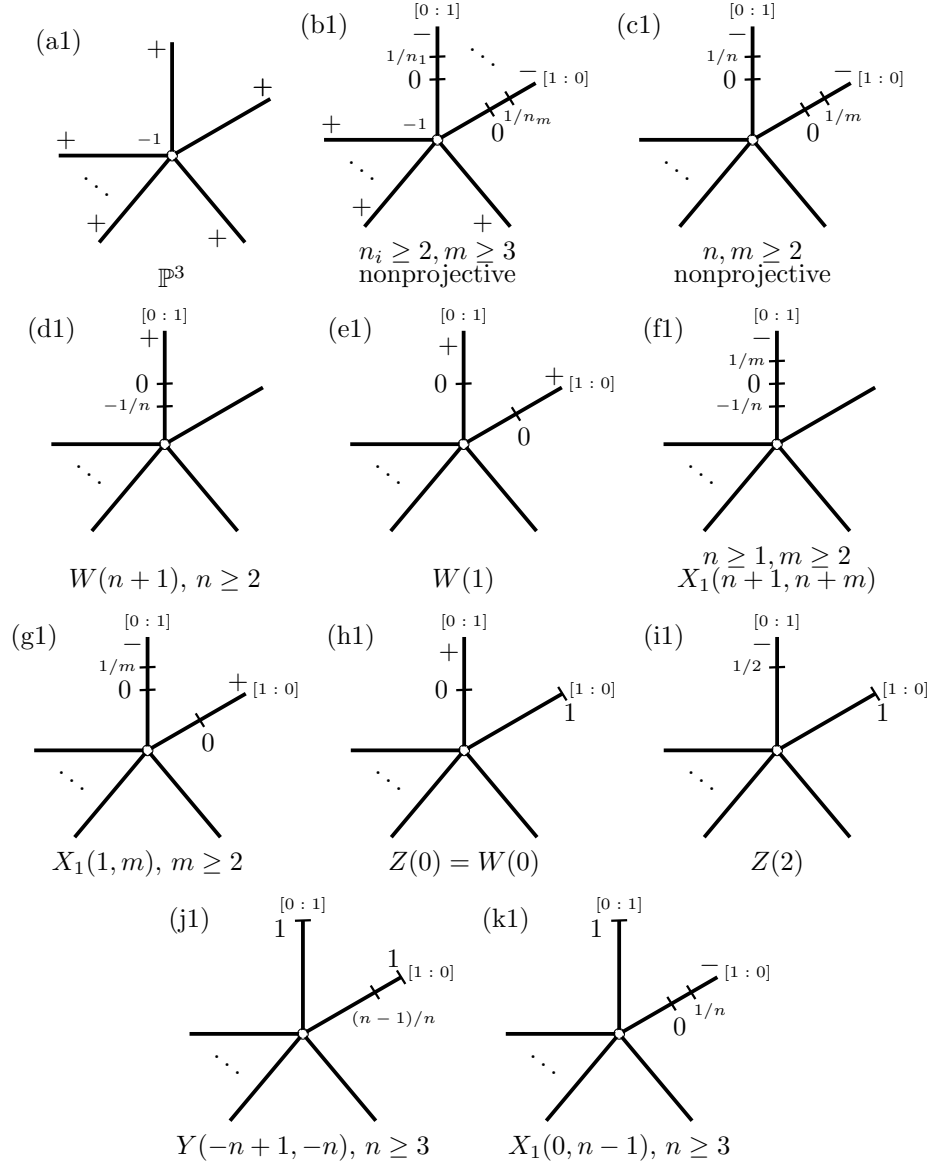 (a1)
+
+
+
-1
+
+
ℙ³
(b1)
[0 : 1]
−
1/n₁
0
⋱
−
[1 : 0]
1/nₘ
0
+
-1
+
+
nᵢ ≥ 2, m ≥ 3
nonprojective
(c1)
[0 : 1]
−
1/n
0
−
[1 : 0]
1/m
0
n, m ≥ 2
nonprojective
(d1)
[0 : 1]
+
0
−1/n
W(n + 1), n ≥ 2
(e1)
[0 : 1]
+
0
+
[1 : 0]
0
W(1)
(f1)
[0 : 1]
−
1/m
0
−1/n
n ≥ 1, m ≥ 2
X₁(n + 1, n + m)
(g1)
[0 : 1]
−
1/m
0
+
[1 : 0]
0
X₁(1, m), m ≥ 2
(h1)
[0 : 1]
+
0
[1 : 0]
1
Z(0) = W(0)
(i1)
[0 : 1]
−
1/2
[1 : 0]
1
Z(2)
(j1)
[0 : 1]
1
1
[1 : 0]
(n − 1)/n
Y(−n + 1, −n), n ≥ 3
(k1)
[0 : 1]
1
−
[1 : 0]
1/n
0
X₁(0, n − 1), n ≥ 3